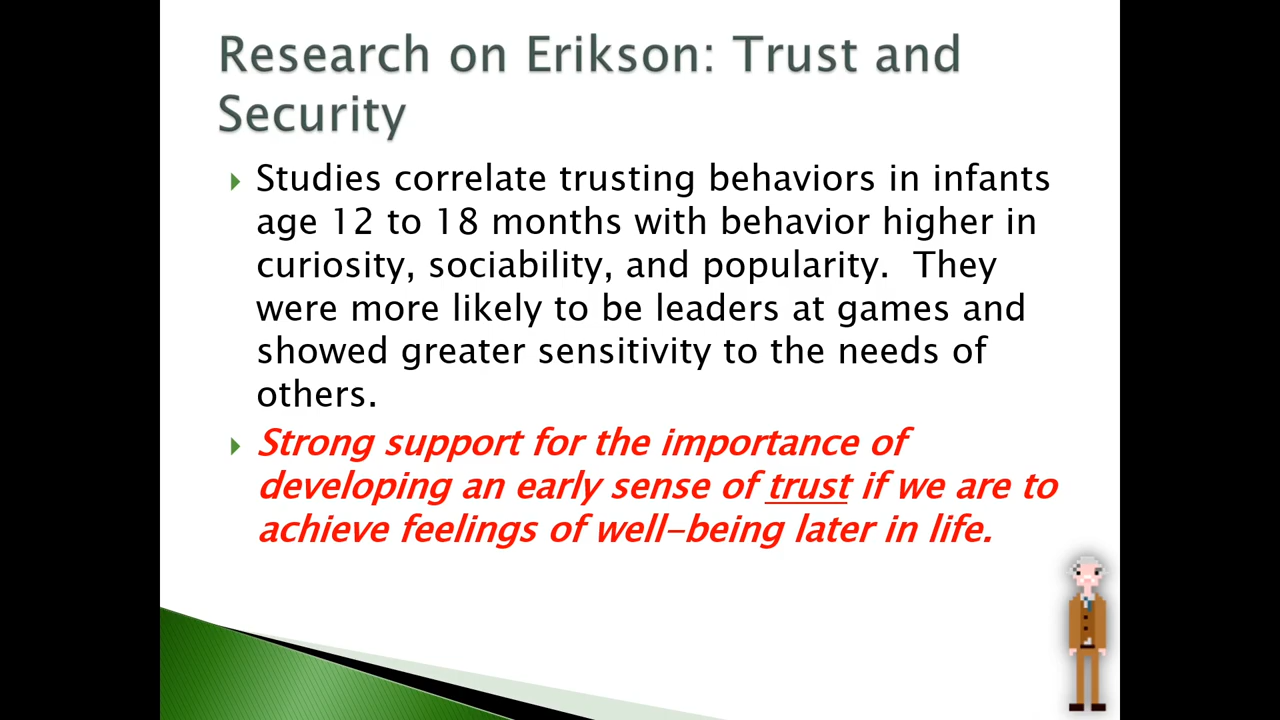 Research on Erikson: Trust and
Security
Studies correlate trusting behaviors in infants
age 12 to 18 months with behavior higher in
curiosity, sociability, and popularity.  They
were more likely to be leaders at games and
showed greater sensitivity to the needs of
others.
Strong support for the importance of
developing an early sense of trust if we are to
achieve feelings of well-being later in life.